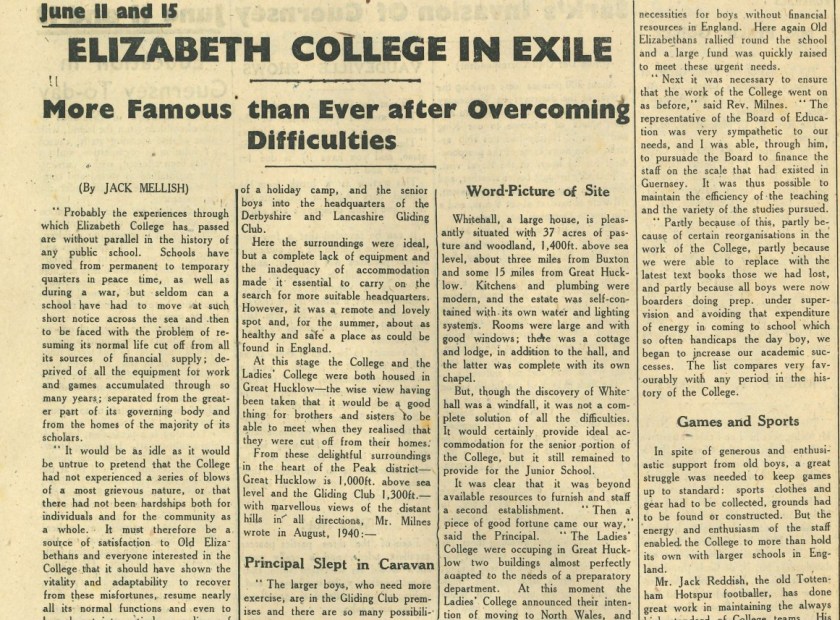 June 11 and 15
ELIZABETH COLLEGE IN EXILE
More Famous than Ever after Overcoming
Difficulties
(By JACK MELLISH)
" Probably the experiences through
which Elizabeth College has passed
are without parallel in the history of
any public school. Schools have
moved from permanent to temporary
quarters in peace time, as well as
during a war, but seldom can a
school have had to move at such
short notice across the sea and then
to be faced with the problem of re-
suming its normal life cut off from all
its sources of financial supply; de-
prived of all the equipment for work
and games accumulated through so
many years; separated from the great-
er part of its governing body and
from the homes of the majority of its
scholars.
" It would be as idle as it would
be untrue to pretend that the College
had not experienced a series of blows
of a most grievous nature, or that
there had not been hardships both for
individuals and for the community as
a whole. It must therefore be a
source of satisfaction to Old Eliza-
bethans and everyone interested in the
College that it should have shown the
vitality and adaptability to recover
from these misfortunes, resume nearly
all its normal functions and even to
of a holiday camp, and the senior
boys into the headquarters of the
Derbyshire and Lancashire Gliding
Club.
Here the surroundings were ideal,
but a complete lack of equipment and
the inadequacy of accommodation
made it essential to carry on the
search for more suitable headquarters.
However, it was a remote and lovely
spot and, for the summer, about as
healthy and safe a place as could be
found in England.
At this stage the College and the
Ladies' College were both housed in
Great Hucklow—the wise view having
been taken that it would be a good
thing for brothers and sisters to be
able to meet when they realised that
they were cut off from their homes.
From these delightful surroundings
in the heart of the Peak district—
Great Hucklow is 1,000ft. above sea
level and the Gliding Club 1,300ft.—
with marvellous views of the distant
hills in all directions, Mr. Milnes
wrote in August, 1940:—
Principal Slept in Caravan
" The larger boys, who need more
exercise, are in the Gliding Club prem-
ises and there are so many possibili-
Word-Picture of Site
Whitehall, a large house, is pleas-
antly situated with 37 acres of pas-
ture and woodland, 1,400ft. above sea
level, about three miles from Buxton
and some 15 miles from Great Huck-
low. Kitchens and plumbing were
modern, and the estate was self-con-
tained with its own water and lighting
systems. Rooms were large and with
good windows; there was a cottage
and lodge, in addition to the hall, and
the latter was complete with its own
chapel.
But, though the discovery of White-
hall was a windfall, it was not a com-
plete solution of all the difficulties.
It would certainly provide ideal ac-
commodation for the senior portion of
the College, but it still remained to
provide for the Junior School.
It was clear that it was beyond
available resources to furnish and staff
a second establishment. " Then a
piece of good fortune came our way,"
said the Principal. " The Ladies'
College were occuping in Great Huck-
low two buildings almost perfectly
adapted to the needs of a preparatory
department. At this moment the
Ladies' College announced their inten-
tion of moving to North Wales, and
necessities for boys without financial
resources in England. Here again Old
Elizabethans rallied round the school
and a large fund was quickly raised
to meet these urgent needs.
" Next it was necessary to ensure
that the work of the College went on
as before," said Rev. Milnes. " The
representative of the Board of Educa-
tion was very sympathetic to our
needs, and I was able, through him,
to pursuade the Board to finance the
staff on the scale that had existed in
Guernsey. It was thus possible to
maintain the efficiency of the teaching
and the variety of the studies pursued.
" Partly because of this, partly be-
cause of certain reorganisations in the
work of the College, partly because
we were able to replace with the
latest text books those we had lost,
and partly because all boys were now
boarders doing prep. under super-
vision and avoiding that expenditure
of energy in coming to school which
so often handicaps the day boy, we
began to increase our academic suc-
cesses. The list compares very fav-
ourably with any period in the his-
tory of the College.
Games and Sports
In spite of generous and enthusi-
astic support from old boys, a great
struggle was needed to keep games
up to standard: sports clothes and
gear had to be collected, grounds had
to be found or constructed. But the
energy and enthusiasm of the staff
enabled the College to more than hold
its own with larger schools in Eng-
land.
Mr. Jack Reddish, the old Totten-
ham Hotspur footballer, has done
great work in maintaining the always
high standard of College teams. His